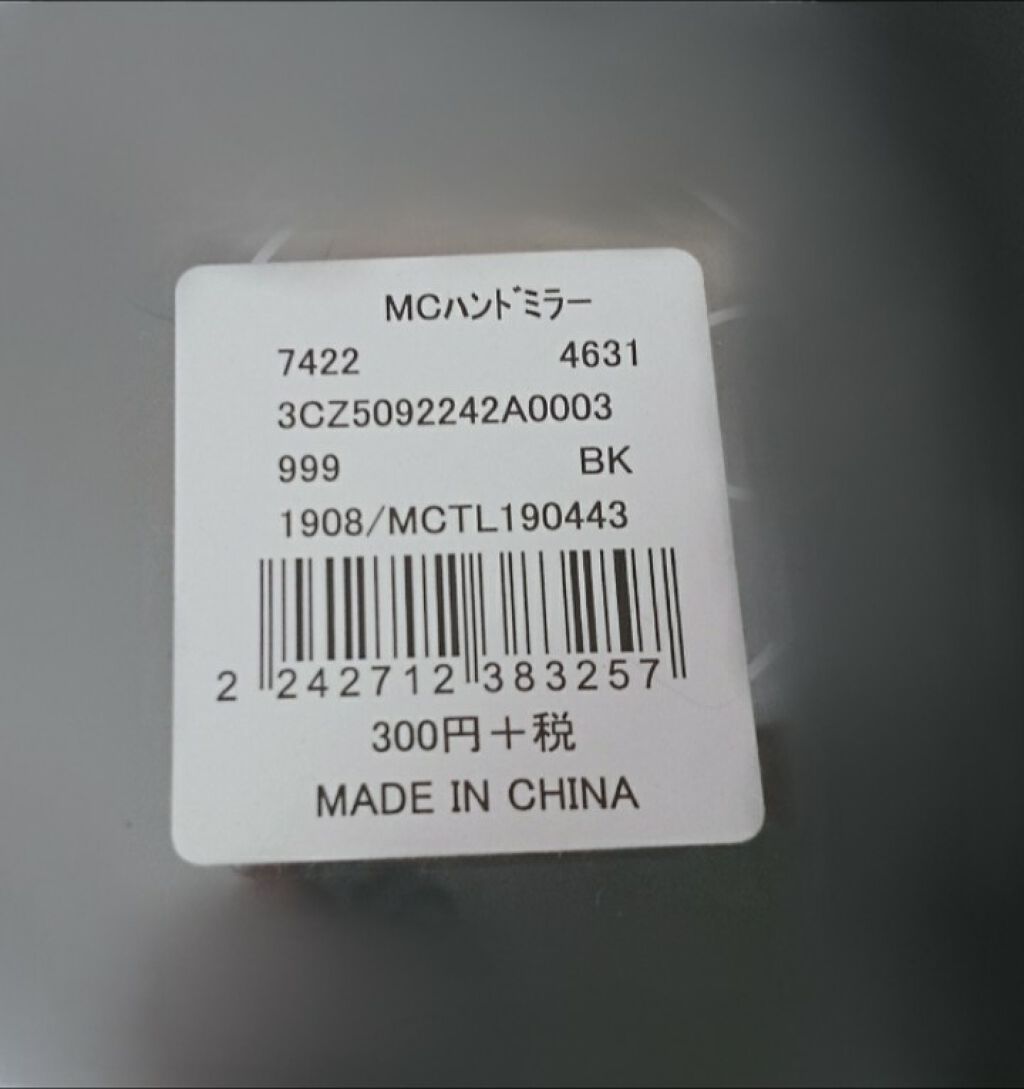 MCﾊﾝﾄﾞﾐﾗｰ
7422 4631
3CZ5092242A0003
999 BK
1908/MCTL190443
2 242712 383257
300円＋税
MADE IN CHINA